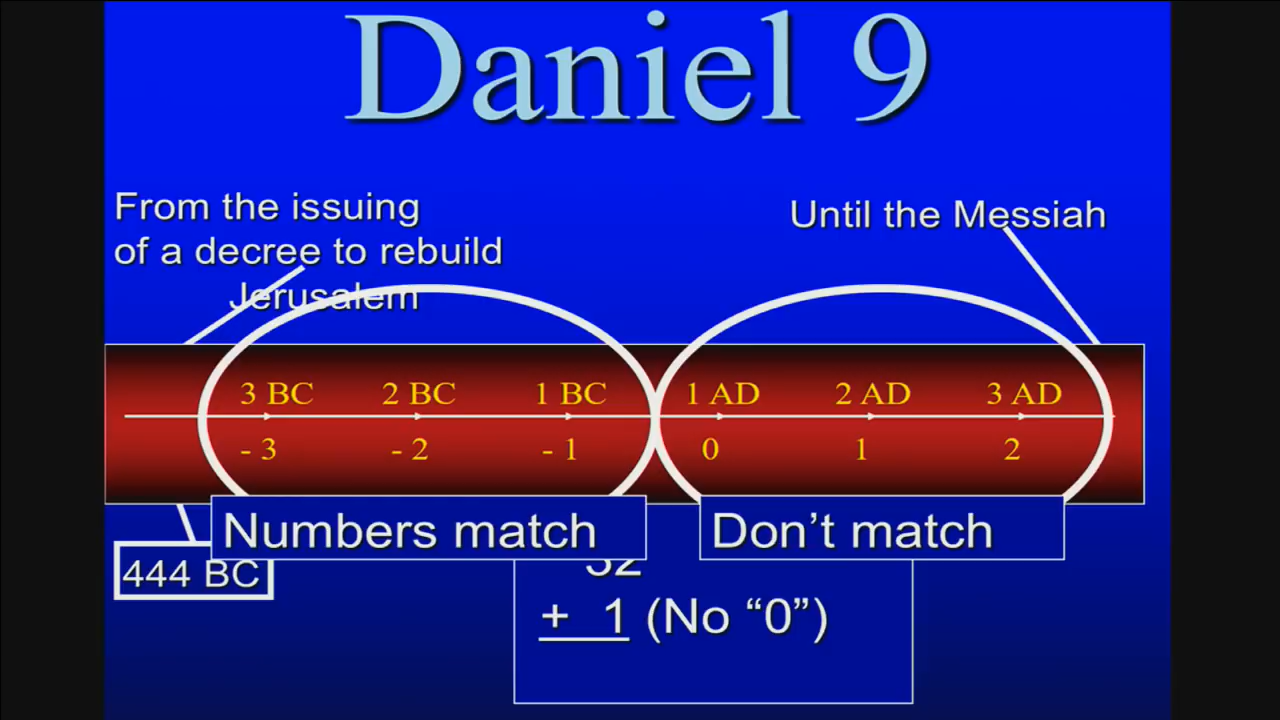 Daniel 9
From the issuing
of a decree to rebuild
Jerusalem
Until the Messiah
3 BC 2 BC 1 BC 1 AD 2 AD 3 AD
- 3 - 2 - 1 0 1 2
Numbers match
Don’t match
444 BC
+ 1 (No “0”)